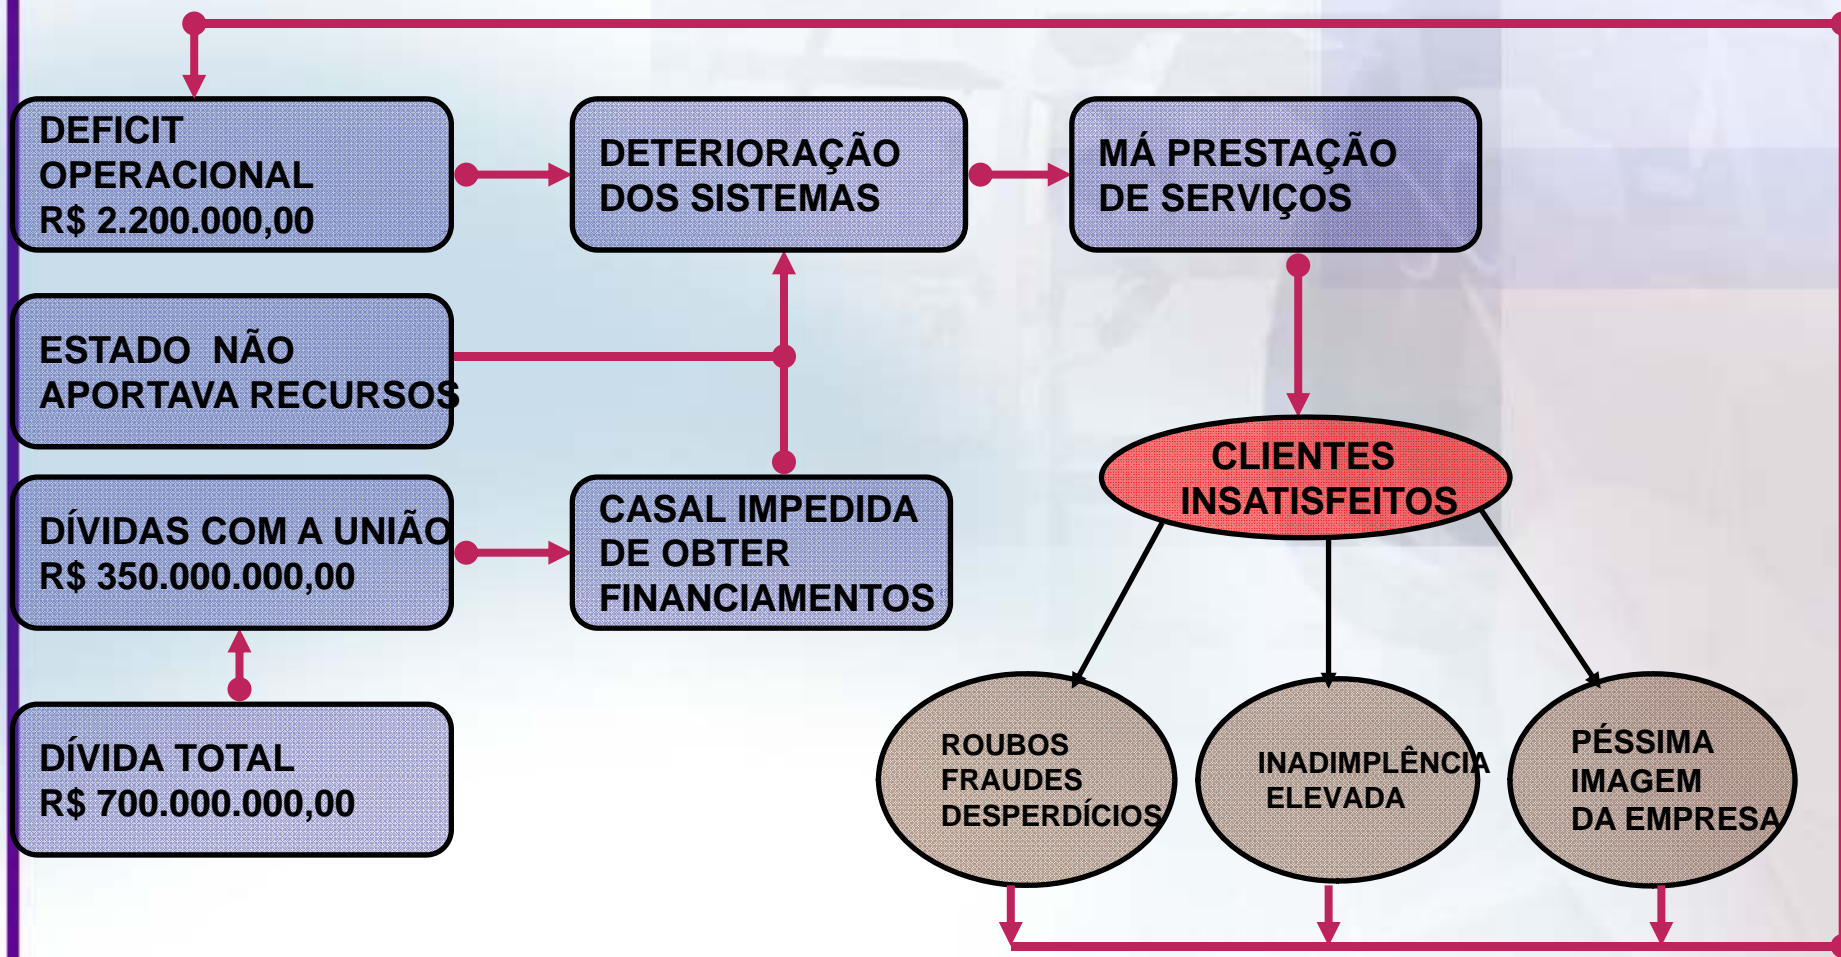 DEFICIT
OPERACIONAL
R$ 2.200.000,00
DETERIORAÇÃO
DOS SISTEMAS
MÁ PRESTAÇÃO
DE SERVIÇOS
ESTADO NÃO
APORTAVA RECURSOS
DÍVIDAS COM A UNIÃO
R$ 350.000.000,00
CASAL IMPEDIDA
DE OBTER
FINANCIAMENTOS
CLIENTES
INSATISFEITOS
DÍVIDA TOTAL
R$ 700.000.000,00
ROUBOS
FRAUDES
DESPERDÍCIOS
INADIMPLÊNCIA
ELEVADA
PÉSSIMA
IMAGEM
DA EMPRESA